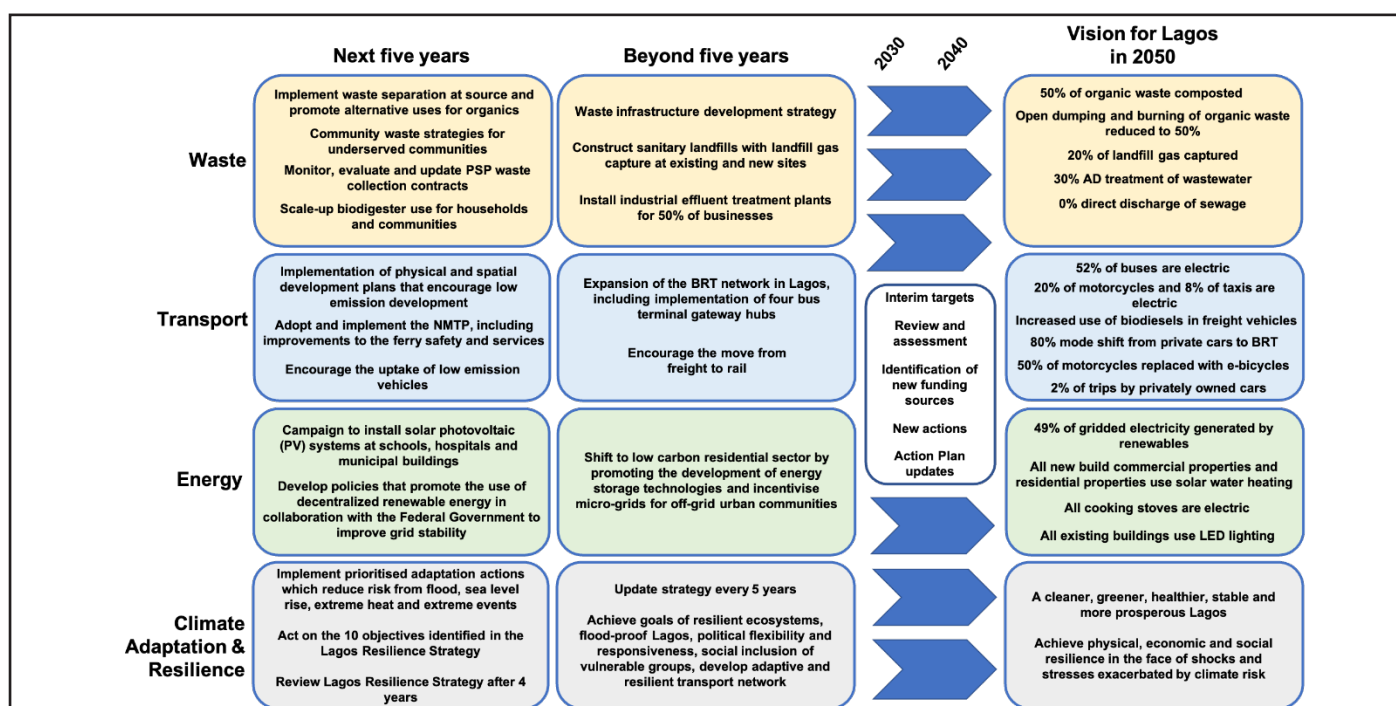 Next five years
Beyond five years
2030
2040
Vision for Lagos
in 2050
Waste
Implement waste separation at source and
promote alternative uses for organics
Community waste strategies for
underserved communities
Monitor, evaluate and update PSP waste
collection contracts
Scale-up biodigester use for households
and communities
Waste infrastructure development strategy
Construct sanitary landfills with landfill gas
capture at existing and new sites
Install industrial effluent treatment plants
for 50% of businesses
50% of organic waste composted
Open dumping and burning of organic waste
reduced to 50%
20% of landfill gas captured
30% AD treatment of wastewater
0% direct discharge of sewage
Transport
Implementation of physical and spatial
development plans that encourage low
emission development
Adopt and implement the NMTP, including
improvements to the ferry safety and services
Encourage the uptake of low emission
vehicles
Expansion of the BRT network in Lagos,
including implementation of four bus
terminal gateway hubs
Encourage the move from
freight to rail
Interim targets
Review and
assessment
Identification of
new funding
sources
New actions
Action Plan
updates
52% of buses are electric
20% of motorcycles and 8% of taxis are
electric
Increased use of biodiesels in freight vehicles
80% mode shift from private cars to BRT
50% of motorcycles replaced with e-bicycles
2% of trips by privately owned cars
Energy
Campaign to install solar photovoltaic
(PV) systems at schools, hospitals and
municipal buildings
Develop policies that promote the use of
decentralized renewable energy in
collaboration with the Federal Government to
improve grid stability
Shift to low carbon residential sector by
promoting the development of energy
storage technologies and incentivise
micro-grids for off-grid urban communities
49% of gridded electricity generated by
renewables
All new build commercial properties and
residential properties use solar water heating
All cooking stoves are electric
All existing buildings use LED lighting
Climate
Adaptation &
Resilience
Implement prioritised adaptation actions
which reduce risk from flood, sea level
rise, extreme heat and extreme events
Act on the 10 objectives identified in the
Lagos Resilience Strategy
Review Lagos Resilience Strategy after 4
years
Update strategy every 5 years
Achieve goals of resilient ecosystems,
flood-proof Lagos, political flexibility and
responsiveness, social inclusion of
vulnerable groups, develop adaptive and
resilient transport network
A cleaner, greener, healthier, stable and
more prosperous Lagos
Achieve physical, economic and social
resilience in the face of shocks and
stresses exacerbated by climate risk